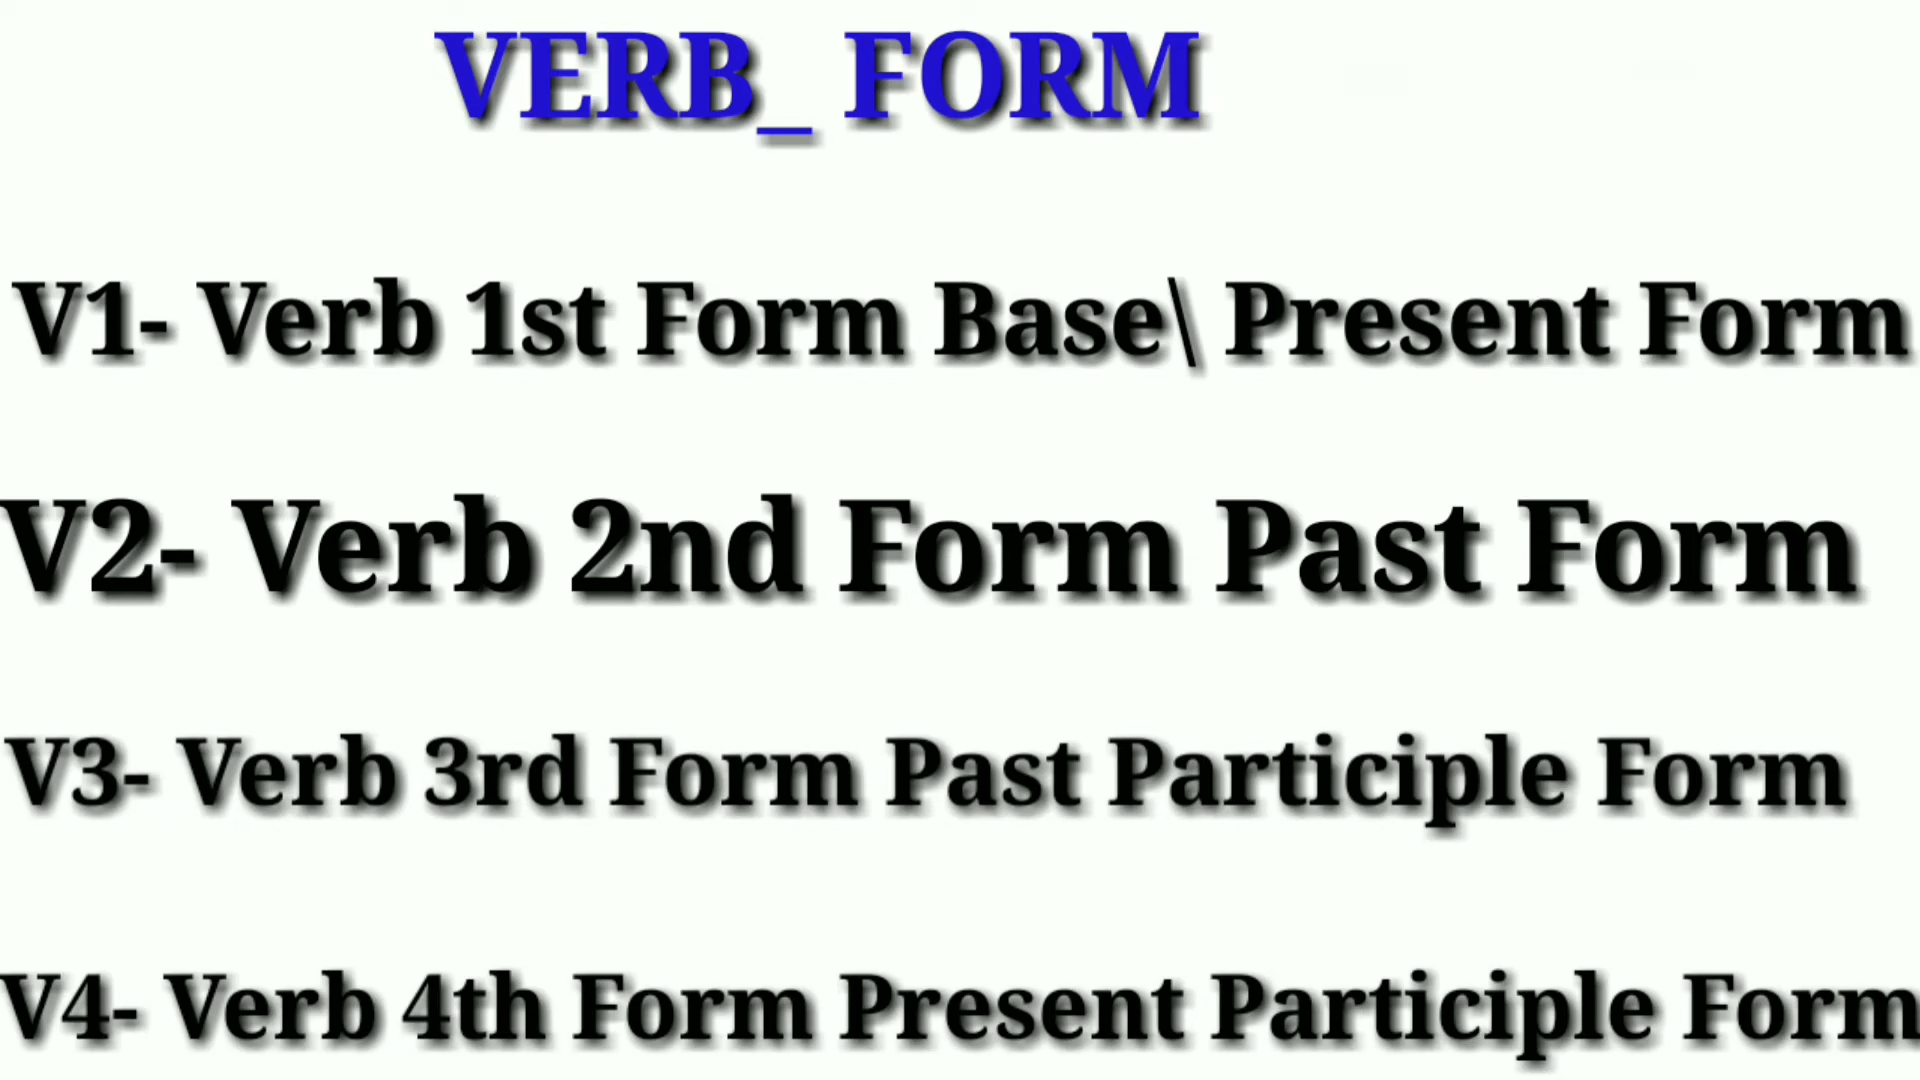 VERB_ FORM
V1- Verb 1st Form Base\ Present Form
V2- Verb 2nd Form Past Form
V3- Verb 3rd Form Past Participle Form
V4- Verb 4th Form Present Participle Form